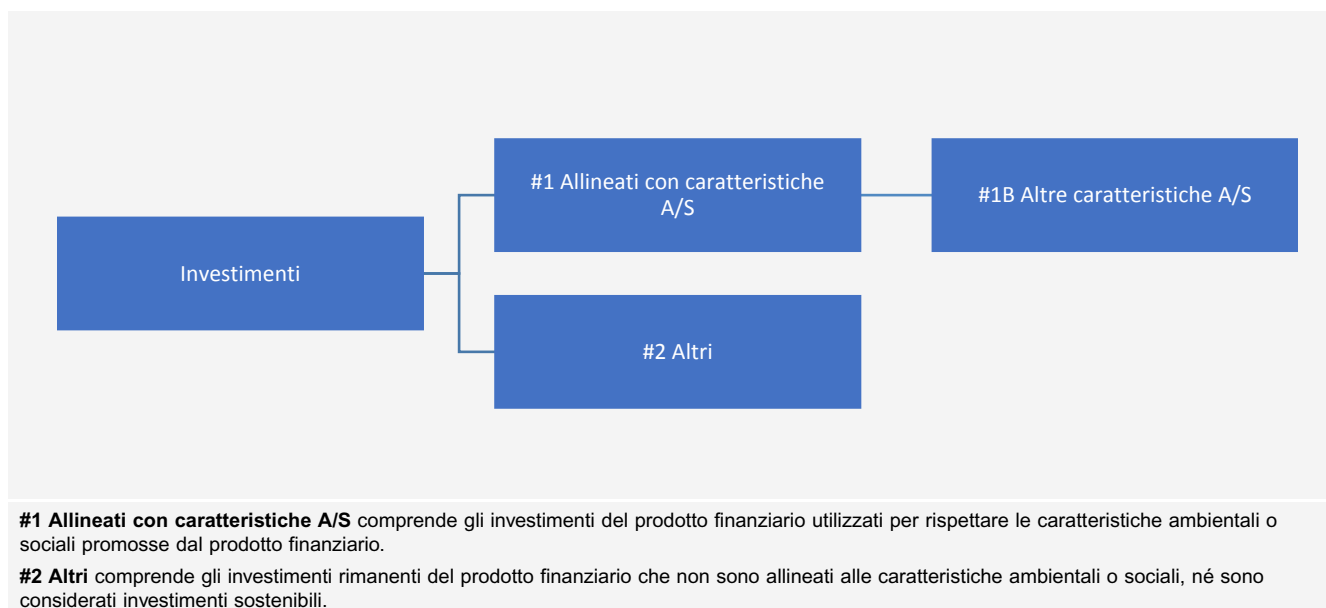 #1 Allineati con caratteristiche
A/S
#1B Altre caratteristiche A/S
Investimenti
#2 Altri
#1 Allineati con caratteristiche A/S comprende gli investimenti del prodotto finanziario utilizzati per rispettare le caratteristiche ambientali o
sociali promosse dal prodotto finanziario.
#2 Altri comprende gli investimenti rimanenti del prodotto finanziario che non sono allineati alle caratteristiche ambientali o sociali, né sono
considerati investimenti sostenibili.